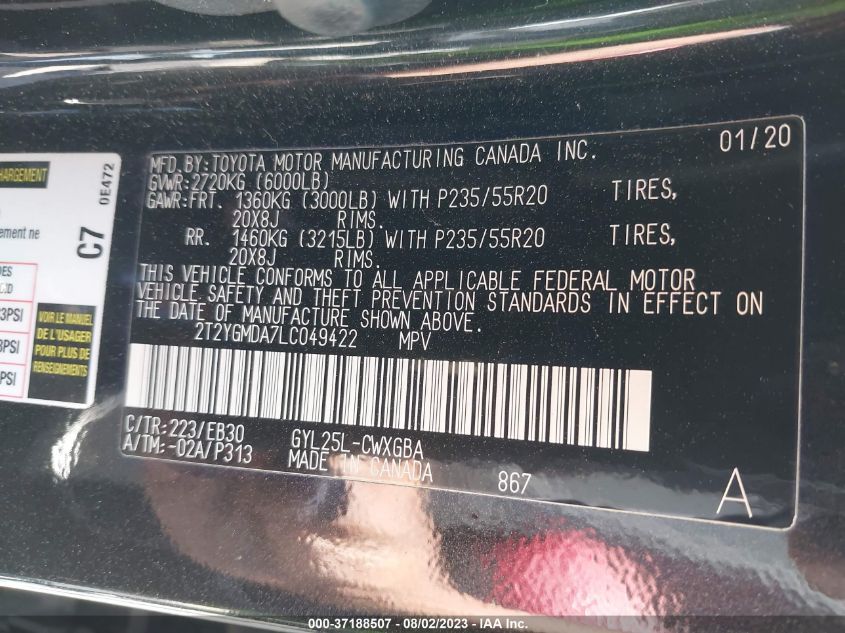 CHARGEMENT
ement ne
C7
0E472
VOIR LE MANUEL
DE L'USAGER
POUR PLUS DE
RENSEIGNEMENTS
PSI
01/20
MFD.BY:TOYOTA MOTOR MANUFACTURING CANADA INC.
GVWR:2720KG (6000LB)
GAWR:FRT. 1360KG (3000LB) WITH P235/55R20 TIRES,
20X8J RIMS.
RR. 1460KG (3215LB) WITH P235/55R20 TIRES,
20X8J RIMS.
THIS VEHICLE CONFORMS TO ALL APPLICABLE FEDERAL MOTOR
VEHICLE SAFETY AND THEFT PREVENTION STANDARDS IN EFFECT ON
THE DATE OF MANUFACTURE SHOWN ABOVE.
2T2YGMDA7LC049422 MPV
C/TR:223/EB30 GYL25L-CWXGBA
A/TM:-02A/P313 MADE IN CANADA
867
A
000-37188507 - 08/02/2023 - IAA Inc.